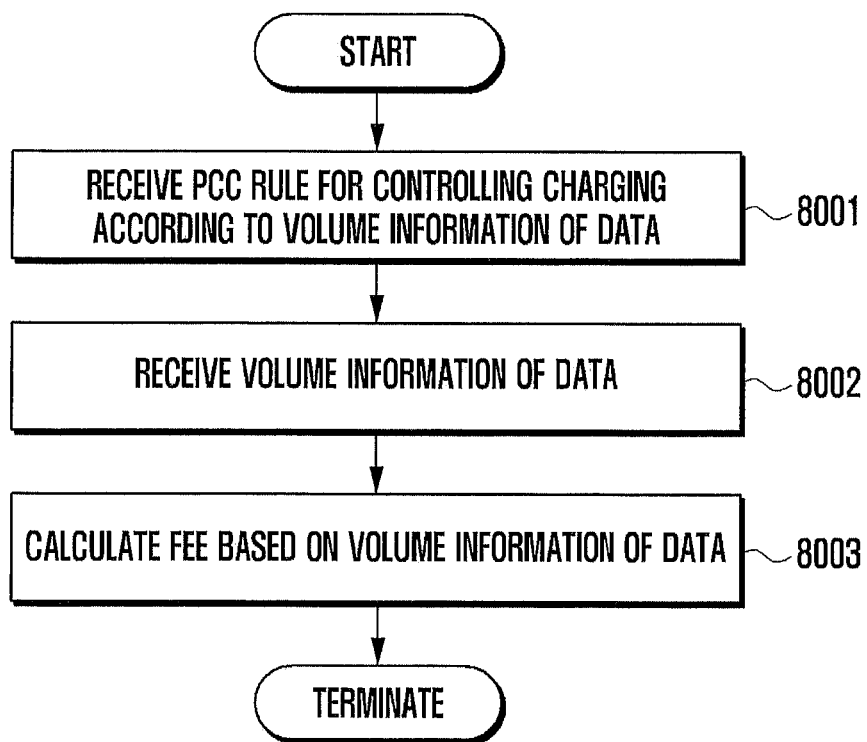 START
RECEIVE PCC RULE FOR CONTROLLING CHARGING
ACCORDING TO VOLUME INFORMATION OF DATA
8001
RECEIVE VOLUME INFORMATION OF DATA
8002
CALCULATE FEE BASED ON VOLUME INFORMATION OF DATA
8003
TERMINATE